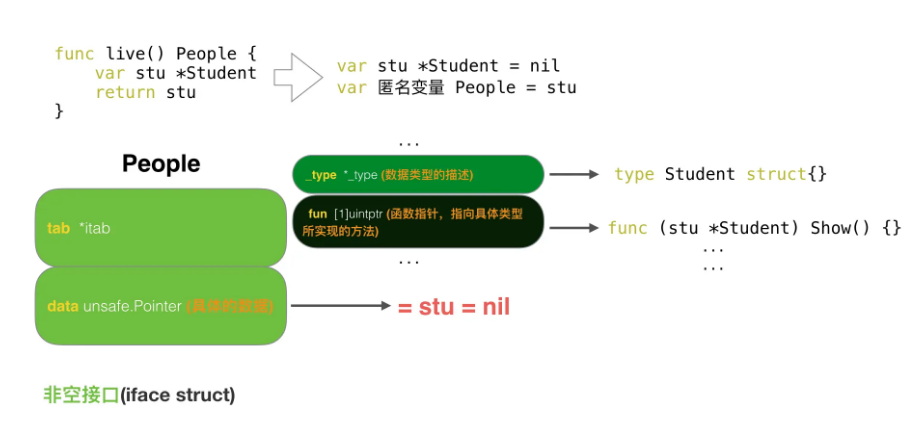 func live() People {
var stu *Student
return stu
}
var stu *Student = nil
var 匿名变量 People = stu
People
...
_type *_type (数据类型的描述)
type Student struct{}
tab *itab
fun [1]uintptr (函数指针，指向具体类型
所实现的方法)
func (stu *Student) Show() {}
...
...
...
data unsafe.Pointer (具体的数据)
= stu = nil
非空接口(iface struct)